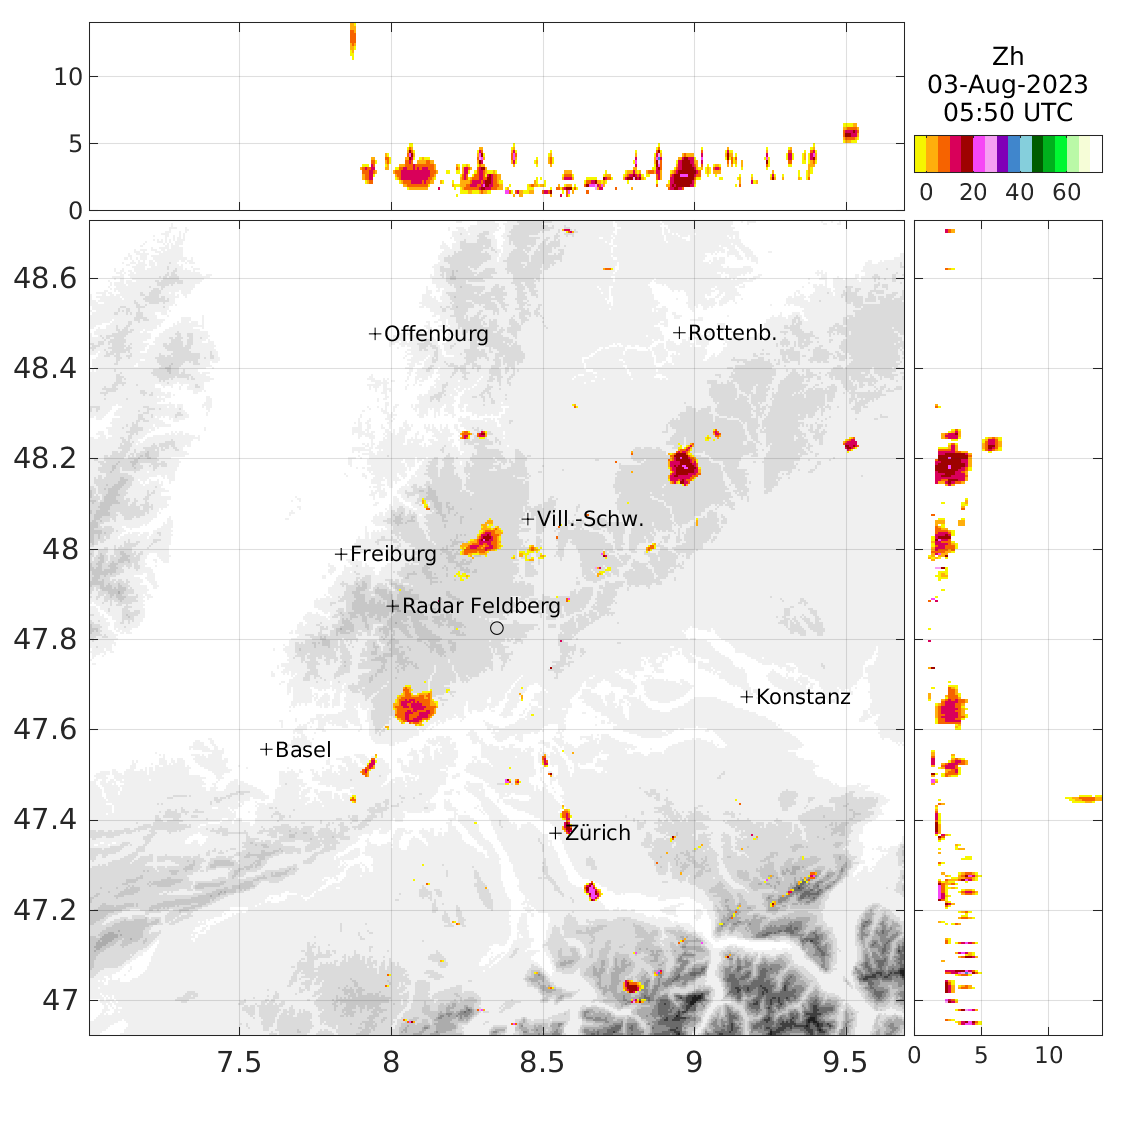 Zh
03-Aug-2023
05:50 UTC
10
5
0
0 20 40 60
48.6
48.4
48.2
48
47.8
47.6
47.4
47.2
47
+Offenburg
+Rottenb.
+Vill.-Schw.
+Freiburg
+Radar Feldberg
+Konstanz
+Basel
+Zürich
7.5 8 8.5 9 9.5
0 5 10